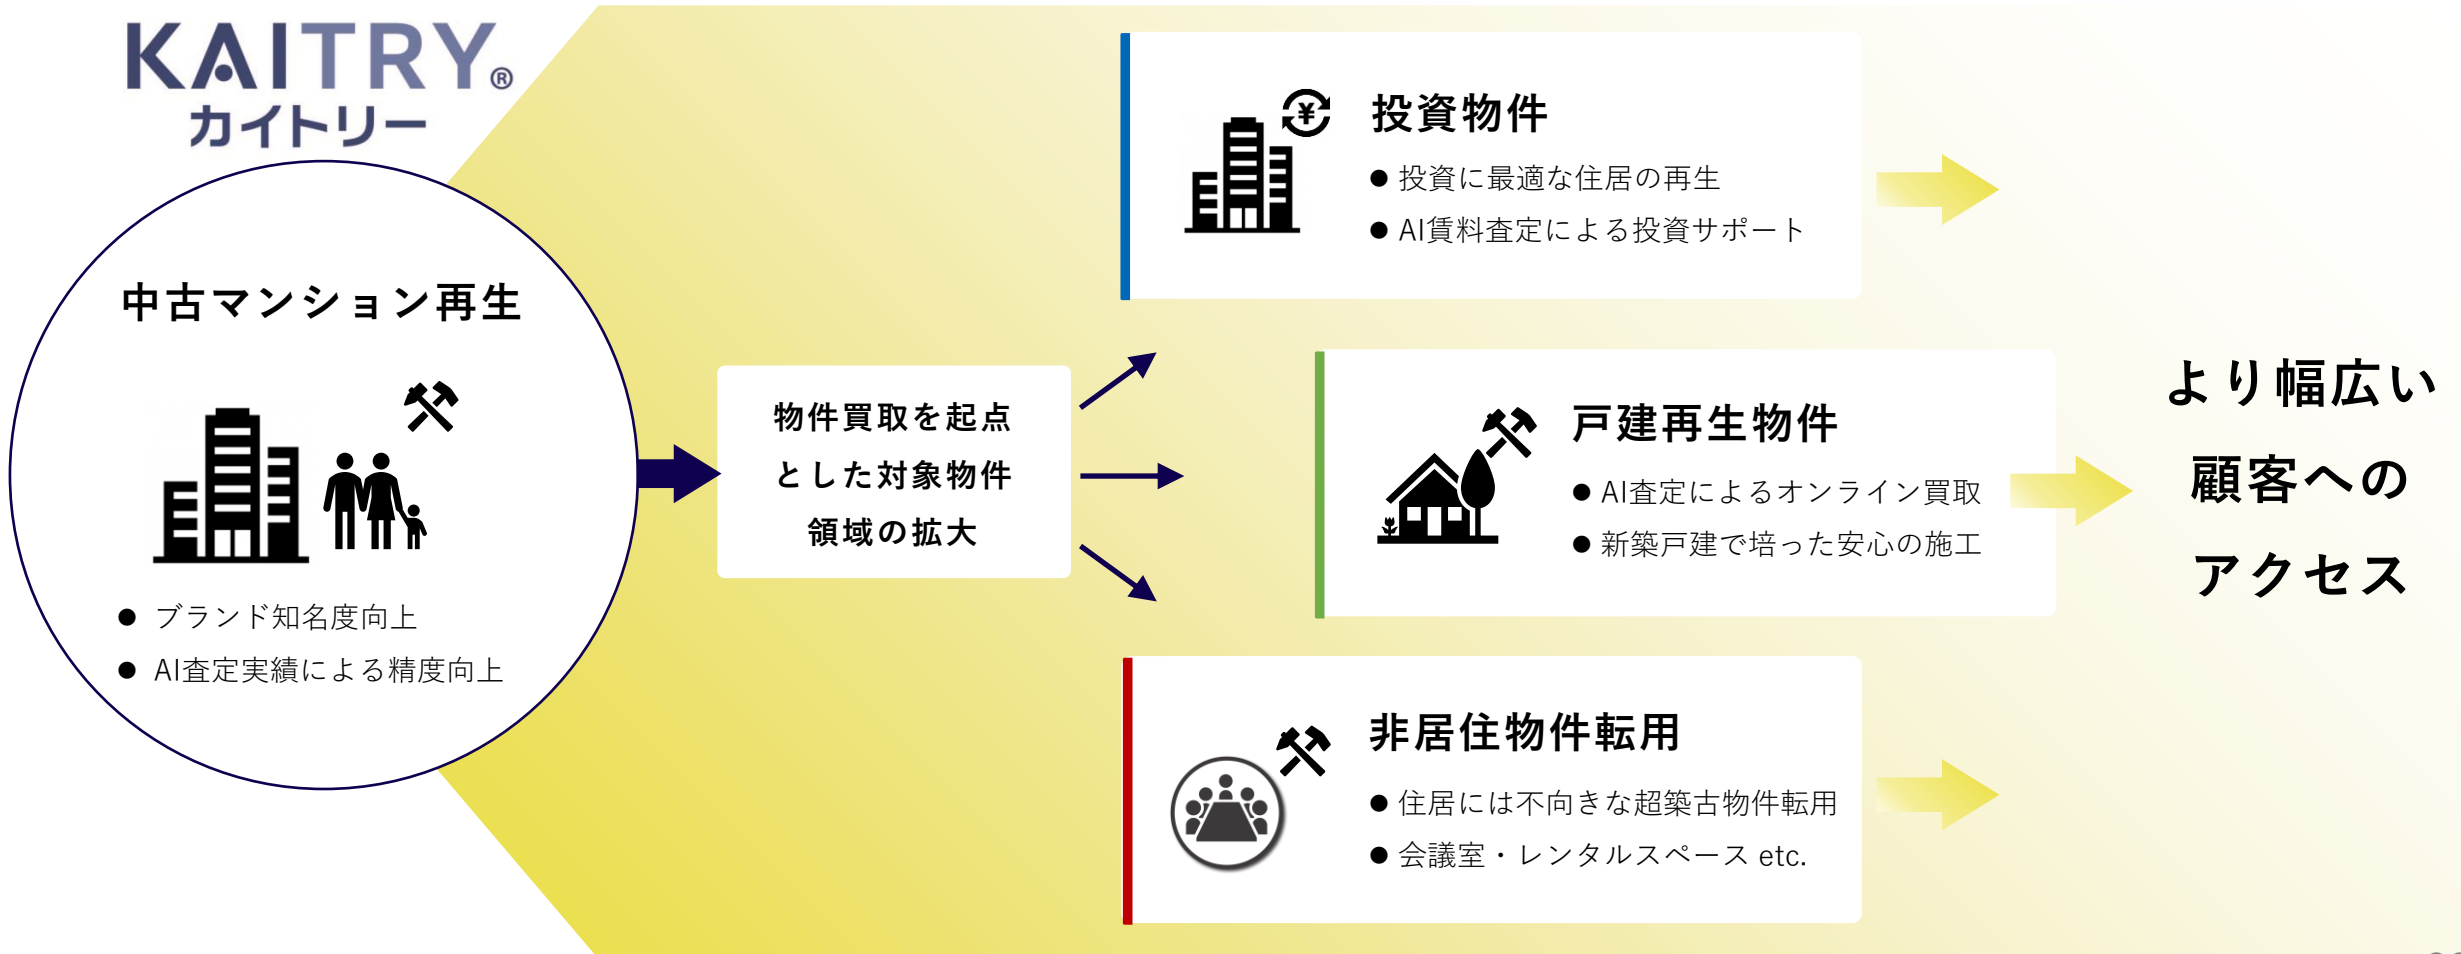 KAITRY®
カイトリー
中古マンション再生
● ブランド知名度向上
● AI査定実績による精度向上
物件買取を起点
とした対象物件
領域の拡大
¥
投資物件
● 投資に最適な住居の再生
● AI賃料査定による投資サポート
戸建再生物件
● AI査定によるオンライン買取
● 新築戸建で培った安心の施工
非居住物件転用
● 住居には不向きな超築古物件転用
● 会議室・レンタルスペース etc.
より幅広い
顧客への
アクセス